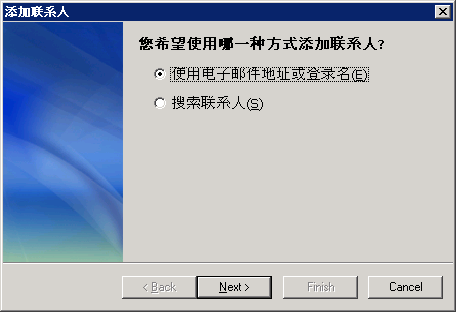 添加联系人
您希望使用哪一种方式添加联系人?
使用电子邮件地址或登录名(E)
搜索联系人(S)
< Back
Next >
Finish
Cancel